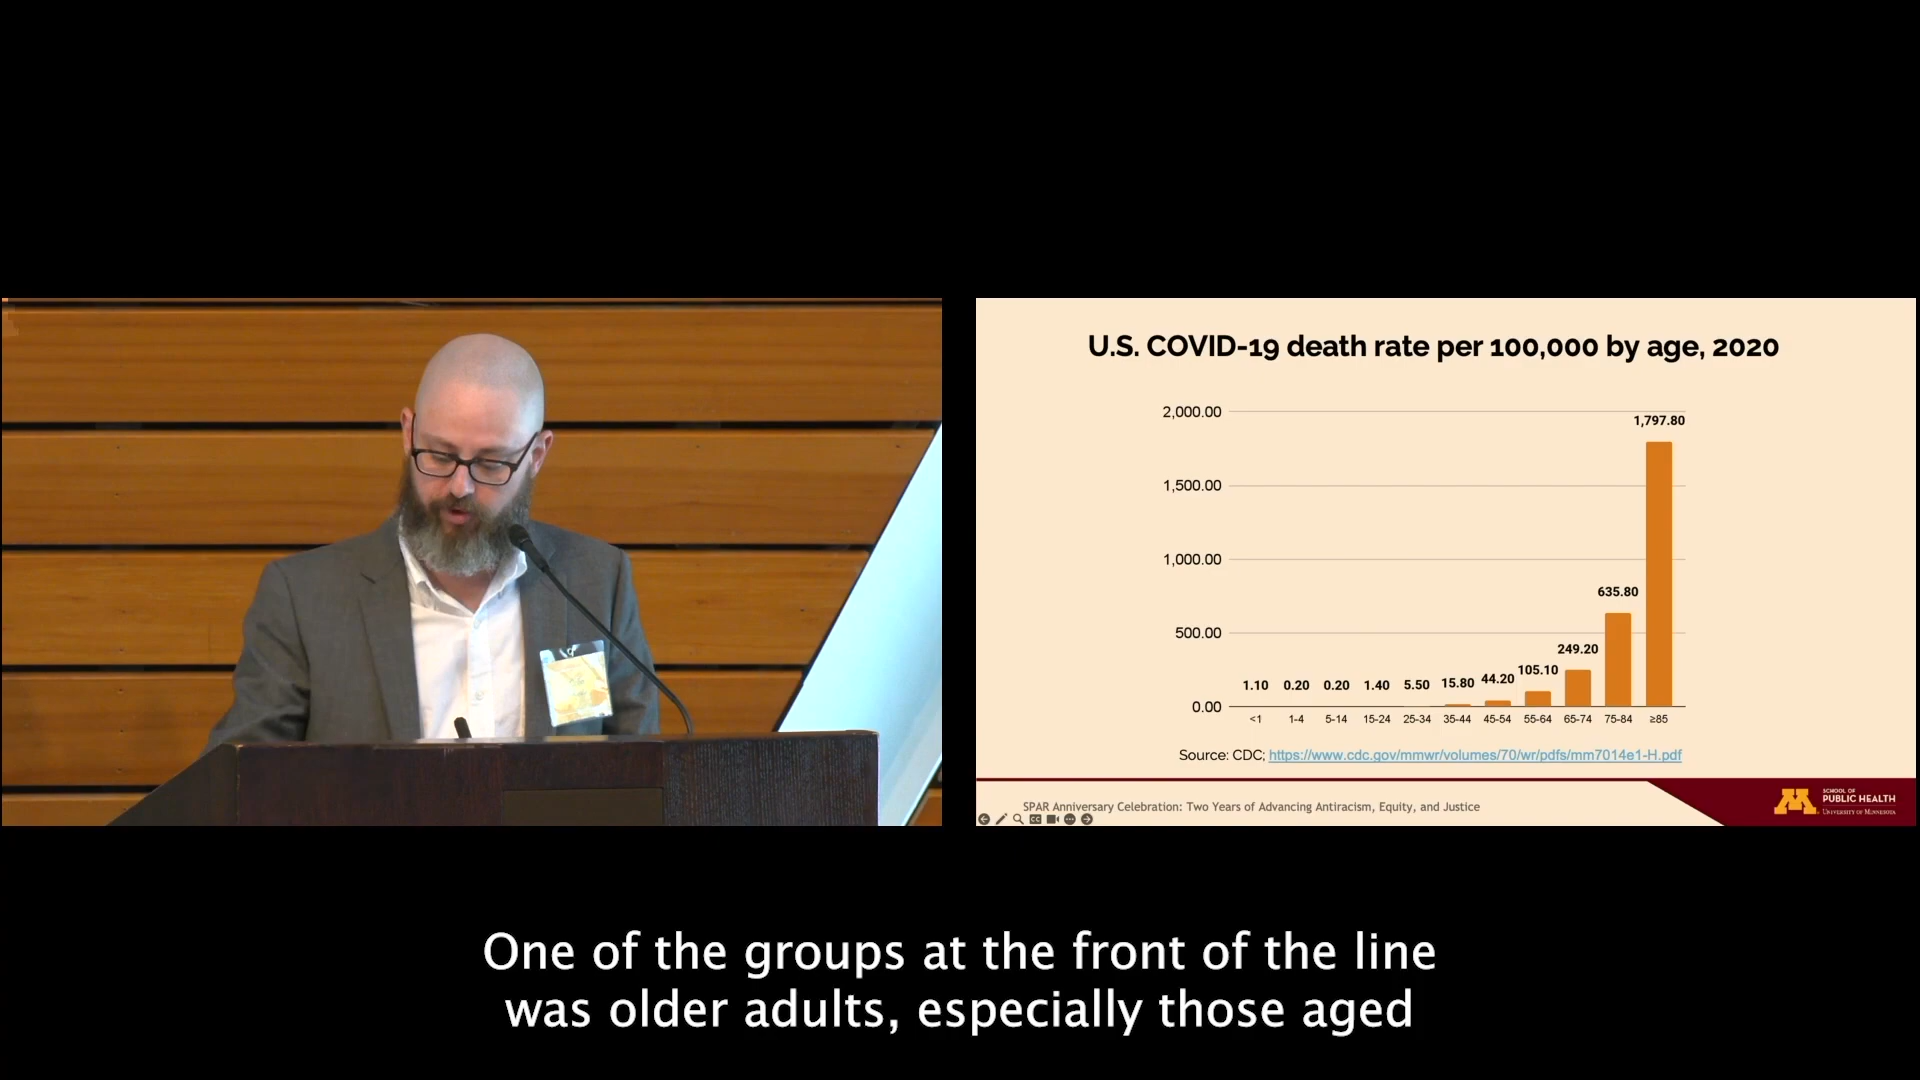 U.S. COVID-19 death rate per 100,000 by age, 2020
2,000.00
1,500.00
1,000.00
500.00
0.00
1.10 0.20 0.20 1.40 5.50 15.80 44.20 105.10 249.20 635.80 1,797.80
<1 1-4 5-14 15-24 25-34 35-44 45-54 55-64 65-74 75-84 ≥85
Source: CDC; https://www.cdc.gov/mmwr/volumes/70/wr/pdfs/mm7014e1-H.pdf
SPAR Anniversary Celebration: Two Years of Advancing Antiracism, Equity, and Justice
M
SCHOOL OF
PUBLIC HEALTH
UNIVERSITY OF MINNESOTA
One of the groups at the front of the line
was older adults, especially those aged